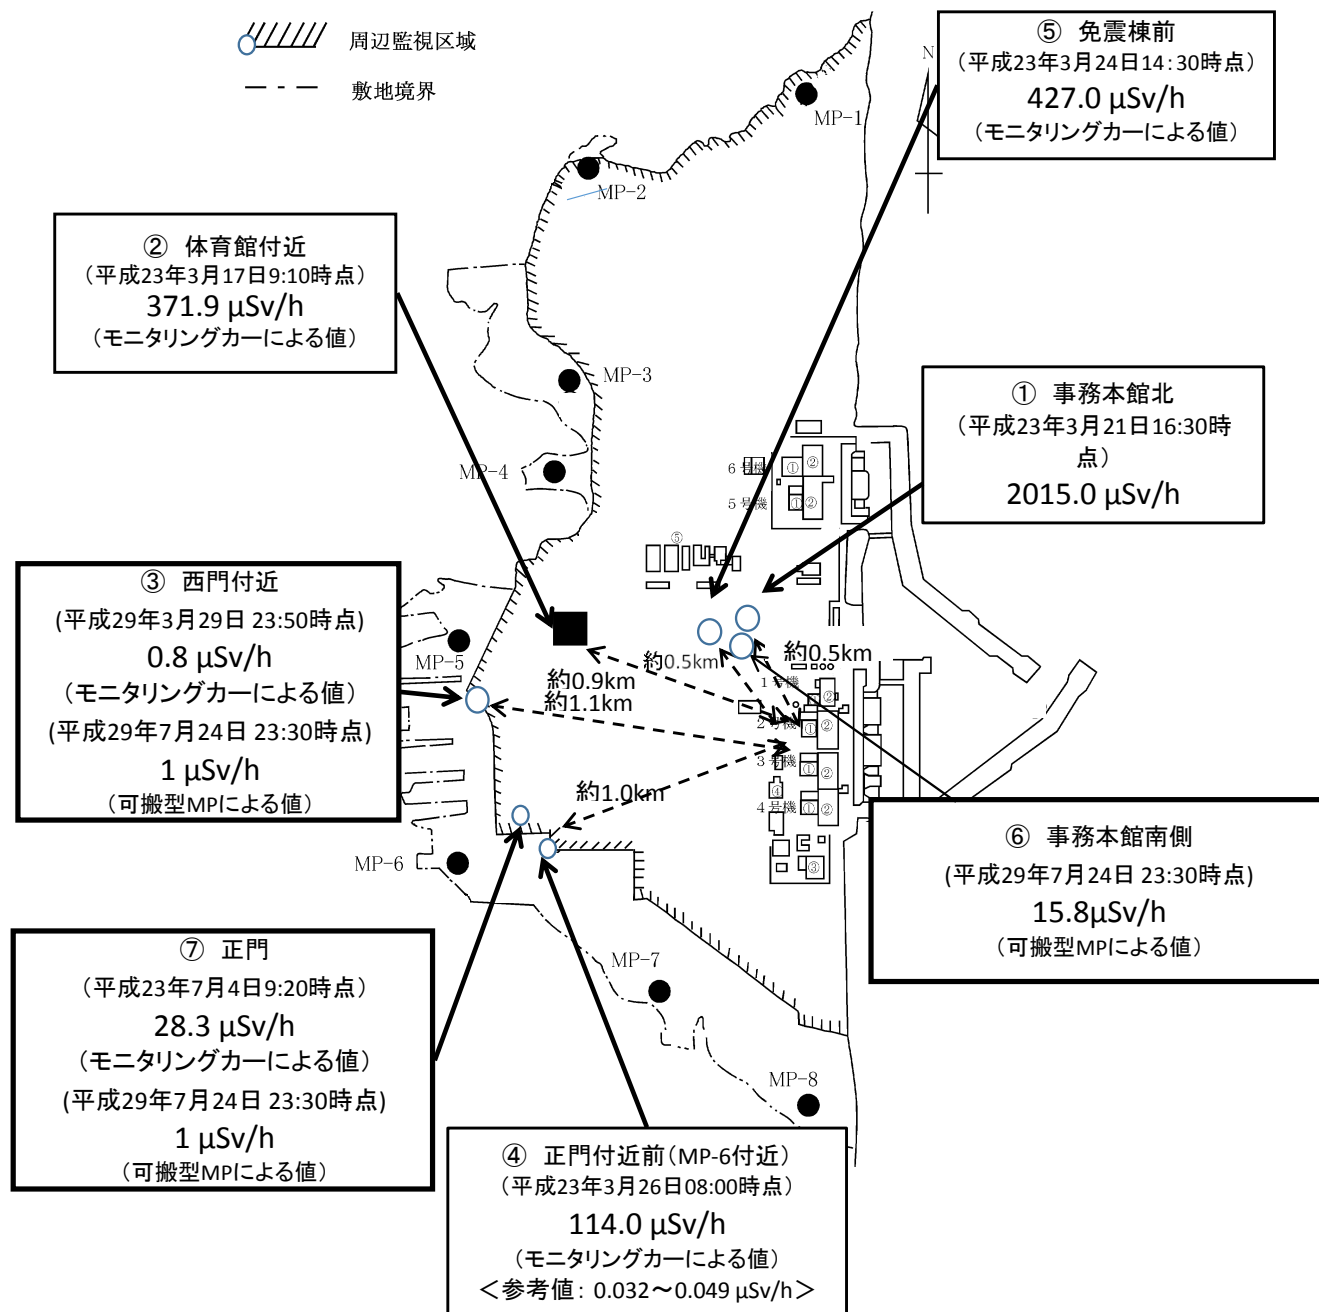 周辺監視区域
敷地境界
⑤ 免震棟前
(平成23年3月24日14:30時点)
427.0 μSv/h
(モニタリングカーによる値)
N
MP-1
MP-2
② 体育館付近
(平成23年3月17日9:10時点)
371.9 μSv/h
(モニタリングカーによる値)
MP-3
① 事務本館北
(平成23年3月21日16:30時
点)
2015.0 μSv/h
MP-4
6号機
① ②
5号機
① ②
⑤
③ 西門付近
(平成29年3月29日 23:50時点)
0.8 μSv/h
(モニタリングカーによる値)
(平成29年7月24日 23:30時点)
1 μSv/h
(可搬型MPによる値)
MP-5
約0.5km
約0.5km
約0.9km
約1.1km
1号機
②
2号機
① ②
3号機
① ②
④
約1.0km
4号機
① ②
③
⑥ 事務本館南側
(平成29年7月24日 23:30時点)
15.8μSv/h
(可搬型MPによる値)
MP-6
⑦ 正門
(平成23年7月4日9:20時点)
28.3 μSv/h
(モニタリングカーによる値)
(平成29年7月24日 23:30時点)
1 μSv/h
(可搬型MPによる値)
MP-7
MP-8
④ 正門付近前(MP-6付近)
(平成23年3月26日08:00時点)
114.0 μSv/h
(モニタリングカーによる値)
<参考値: 0.032～0.049 μSv/h>